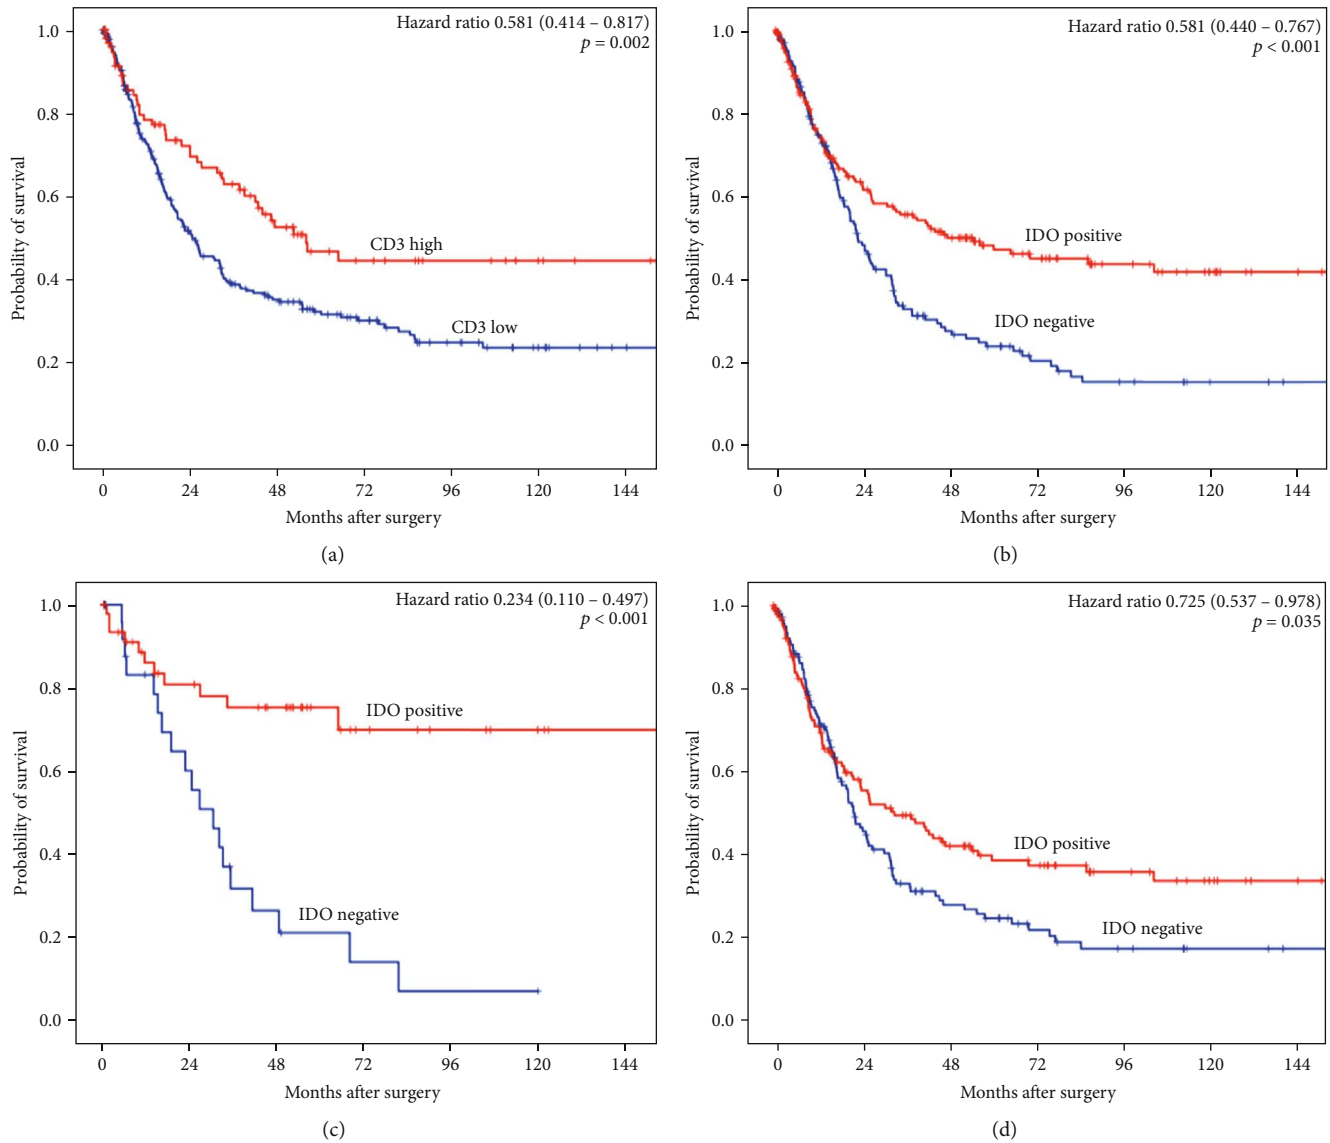 Hazard ratio 0.581 (0.414 – 0.817)
p = 0.002
1.0
0.8
0.6
0.4
0.2
0.0
Probability of survival
CD3 high
CD3 low
0 24 48 72 96 120 144
Months after surgery
(a)
Hazard ratio 0.581 (0.440 – 0.767)
p < 0.001
1.0
0.8
0.6
0.4
0.2
0.0
Probability of survival
IDO positive
IDO negative
0 24 48 72 96 120 144
Months after surgery
(b)
Hazard ratio 0.234 (0.110 – 0.497)
p < 0.001
1.0
0.8
0.6
0.4
0.2
0.0
Probability of survival
IDO positive
IDO negative
0 24 48 72 96 120 144
Months after surgery
(c)
Hazard ratio 0.725 (0.537 – 0.978)
p = 0.035
1.0
0.8
0.6
0.4
0.2
0.0
Probability of survival
IDO positive
IDO negative
0 24 48 72 96 120 144
Months after surgery
(d)